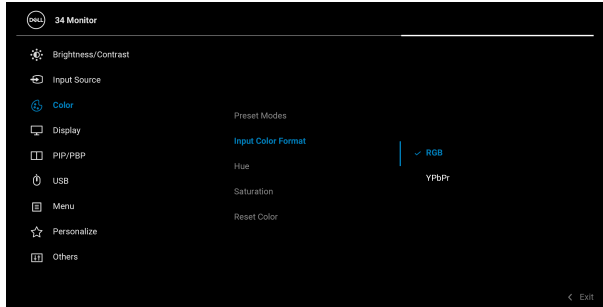 DELL
34 Monitor
Brightness/Contrast
Input Source
Color
Display
PIP/PBP
USB
Menu
Personalize
Others
Preset Modes
Input Color Format
Hue
Saturation
Reset Color
RGB
YPbPr
Exit